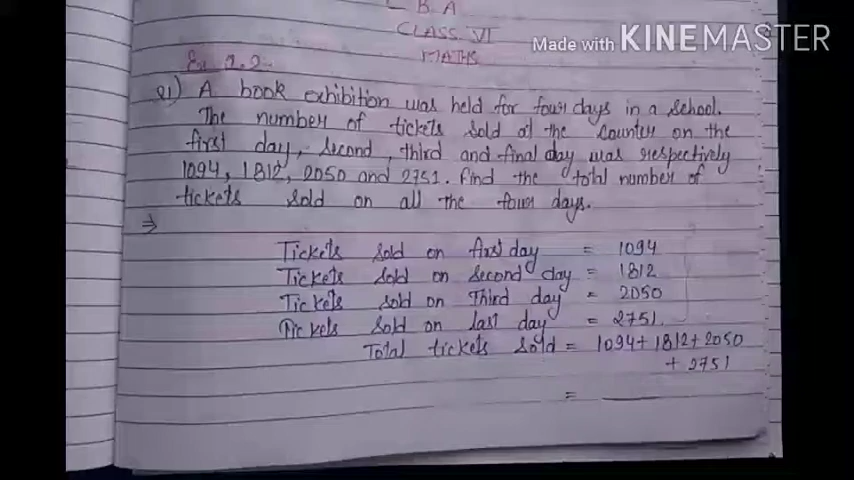 B A
CLASS VI
MATHS
Made with KINEMASTER
Ex 1.2
Q1) A book exhibition was held for four days in a school.
The number of tickets sold at the counter on the
first day, second, third and final day was respectively
1094, 1812, 2050 and 2751. Find the total number of
tickets sold on all the four days.
⇒
Tickets sold on first day = 1094
Tickets sold on second day = 1812
Tickets sold on Third day = 2050
Tickets sold on last day = 2751.
Total tickets sold = 1094 + 1812 + 2050
+ 2751
= ____